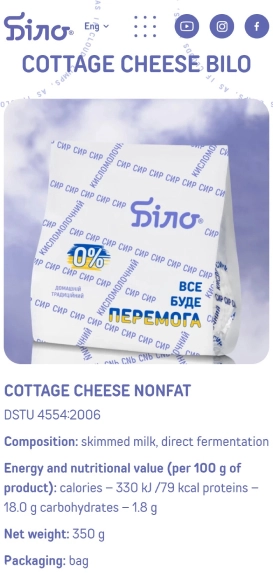 Біло®
Eng
COTTAGE CHEESE BILO
Біло®
0%
ДОМАШНІЙ
ТРАДИЦІЙНИЙ
КИСЛОМОЛОЧНИЙ
СИР СИР СИР СИР
ВСЕ
БУДЕ
ПЕРЕМОГА
COTTAGE CHEESE NONFAT
DSTU 4554:2006
Composition: skimmed milk, direct fermentation
Energy and nutritional value (per 100 g of
product): calories – 330 kJ /79 kcal proteins –
18.0 g carbohydrates – 1.8 g
Net weight: 350 g
Packaging: bag